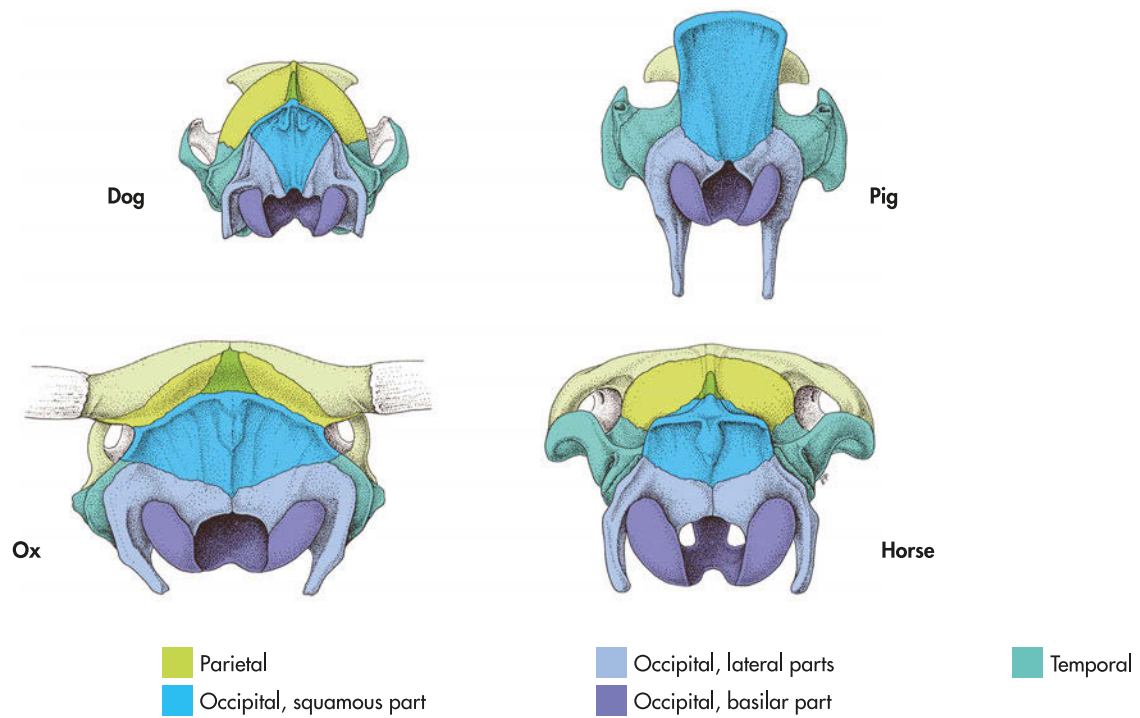 Dog
Pig
Ox
Horse
Parietal
Occipital, squamous part
Occipital, lateral parts
Occipital, basilar part
Temporal